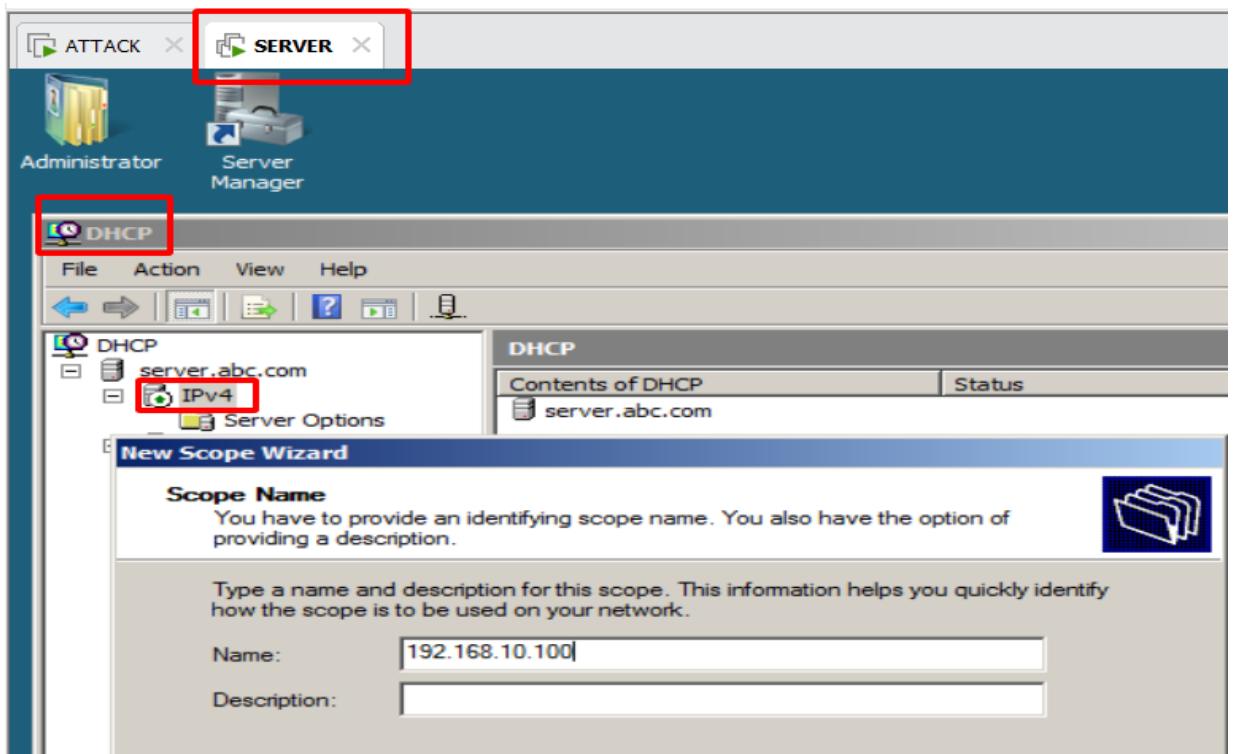 ATTACK
SERVER
Administrator
Server
Manager
DHCP
File Action View Help
DHCP
server.abc.com
IPv4
Server Options
DHCP
Contents of DHCP Status
server.abc.com
New Scope Wizard
Scope Name
You have to provide an identifying scope name. You also have the option of
providing a description.
Type a name and description for this scope. This information helps you quickly identify
how the scope is to be used on your network.
Name: 192.168.10.100
Description: